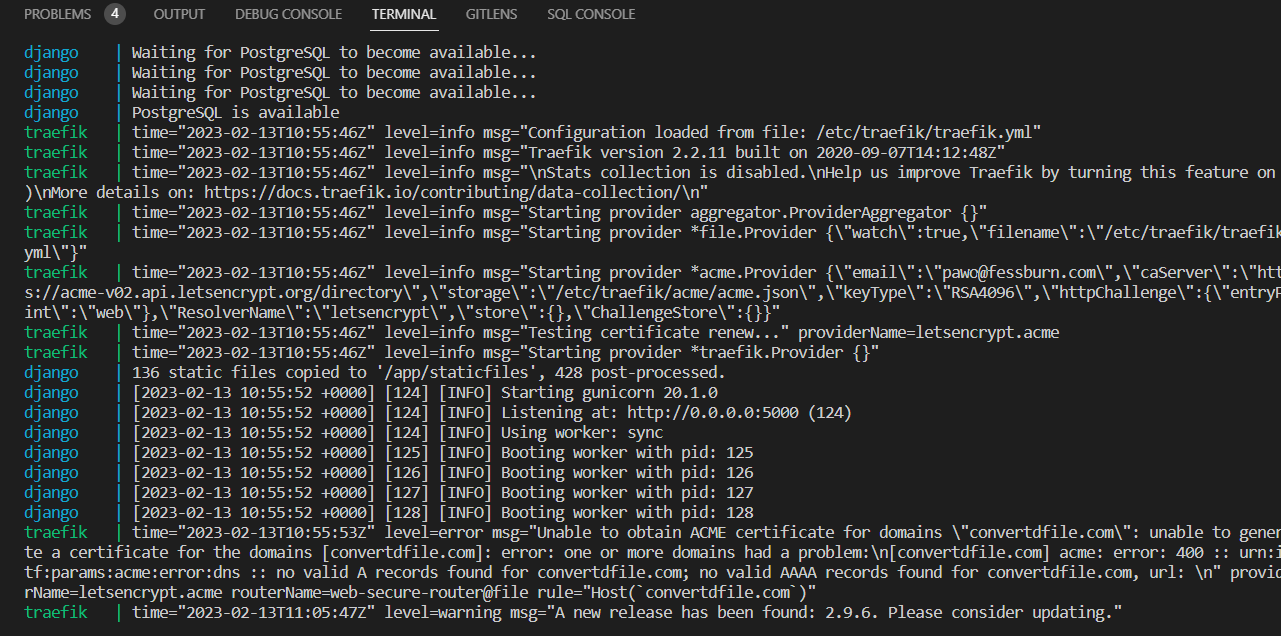 PROBLEMS 4 OUTPUT DEBUG CONSOLE TERMINAL GITLENS SQL CONSOLE
django | Waiting for PostgreSQL to become available...
django | Waiting for PostgreSQL to become available...
django | Waiting for PostgreSQL to become available...
django | PostgreSQL is available
traefik | time="2023-02-13T10:55:46Z" level=info msg="Configuration loaded from file: /etc/traefik/traefik.yml"
traefik | time="2023-02-13T10:55:46Z" level=info msg="Traefik version 2.2.11 built on 2020-09-07T14:12:48Z"
traefik | time="2023-02-13T10:55:46Z" level=info msg="\nStats collection is disabled.\nHelp us improve Traefik by turning this feature on
)\nMore details on: https://docs.traefik.io/contributing/data-collection/\n"
traefik | time="2023-02-13T10:55:46Z" level=info msg="Starting provider aggregator.ProviderAggregator {}"
traefik | time="2023-02-13T10:55:46Z" level=info msg="Starting provider *file.Provider {\"watch\":true,\"filename\":\"/etc/traefik/traefik
yml\"}"
traefik | time="2023-02-13T10:55:46Z" level=info msg="Starting provider *acme.Provider {\"email\":\"pawo@fessburn.com\",\"caServer\":\"htt
s://acme-v02.api.letsencrypt.org/directory\",\"storage\":\"/etc/traefik/acme/acme.json\",\"keyType\":\"RSA4096\",\"httpChallenge\":{\"entryP
int\":\"web\"},\"ResolverName\":\"letsencrypt\",\"store\":{},\"ChallengeStore\":{}}"
traefik | time="2023-02-13T10:55:46Z" level=info msg="Testing certificate renew..." providerName=letsencrypt.acme
traefik | time="2023-02-13T10:55:46Z" level=info msg="Starting provider *traefik.Provider {}"
django | 136 static files copied to '/app/staticfiles', 428 post-processed.
django | [2023-02-13 10:55:52 +0000] [124] [INFO] Starting gunicorn 20.1.0
django | [2023-02-13 10:55:52 +0000] [124] [INFO] Listening at: http://0.0.0.0:5000 (124)
django | [2023-02-13 10:55:52 +0000] [124] [INFO] Using worker: sync
django | [2023-02-13 10:55:52 +0000] [125] [INFO] Booting worker with pid: 125
django | [2023-02-13 10:55:52 +0000] [126] [INFO] Booting worker with pid: 126
django | [2023-02-13 10:55:52 +0000] [127] [INFO] Booting worker with pid: 127
django | [2023-02-13 10:55:52 +0000] [128] [INFO] Booting worker with pid: 128
traefik | time="2023-02-13T10:55:53Z" level=error msg="Unable to obtain ACME certificate for domains \"convertdfile.com\": unable to gener
te a certificate for the domains [convertdfile.com]: error: one or more domains had a problem:\n[convertdfile.com] acme: error: 400 :: urn:i
tf:params:acme:error:dns :: no valid A records found for convertdfile.com; no valid AAAA records found for convertdfile.com, url: \n" provid
rName=letsencrypt.acme routerName=web-secure-router@file rule="Host(`convertdfile.com`)"
traefik | time="2023-02-13T11:05:47Z" level=warning msg="A new release has been found: 2.9.6. Please consider updating."